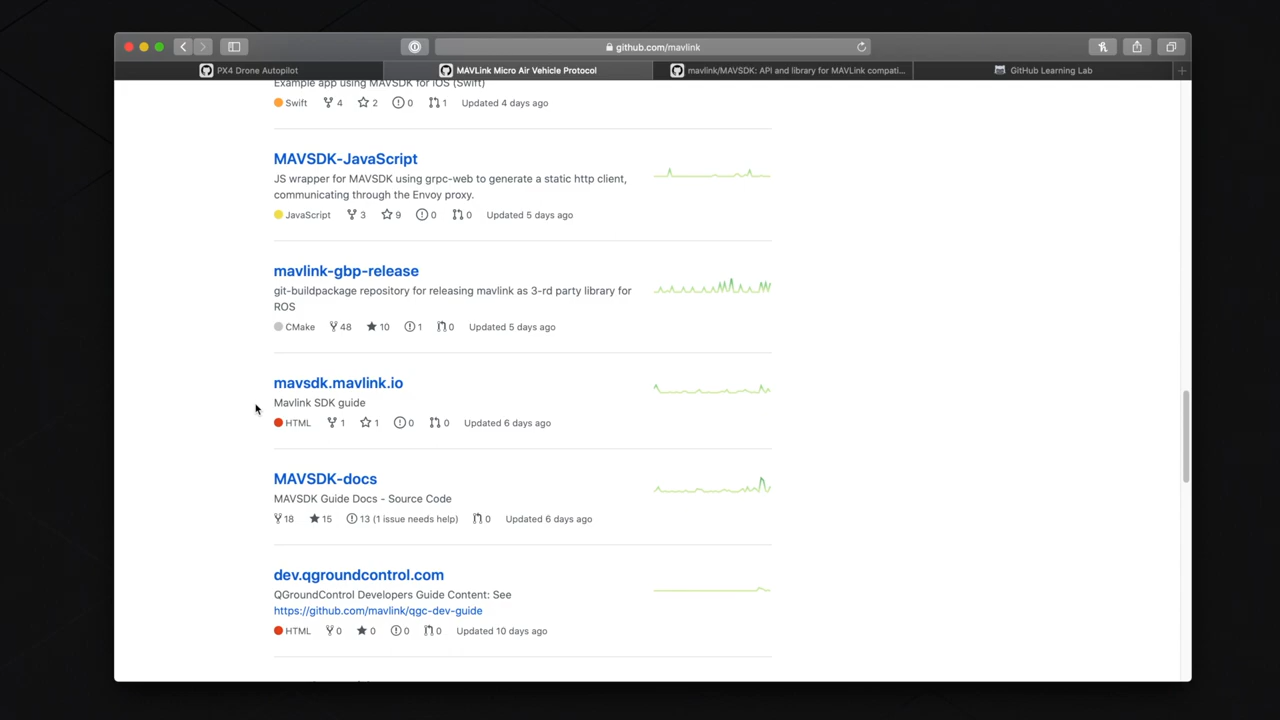 github.com/mavlink
PX4 Drone Autopilot
MAVLink Micro Air Vehicle Protocol
mavlink/MAVSDK: API and library for MAVLink compati...
GitHub Learning Lab
Example app using MAVSDK for iOS (Swift)
Swift 4 2 0 1 Updated 4 days ago
MAVSDK-JavaScript
JS wrapper for MAVSDK using grpc-web to generate a static http client,
communicating through the Envoy proxy.
JavaScript 3 9 0 0 Updated 5 days ago
mavlink-gbp-release
git-buildpackage repository for releasing mavlink as 3-rd party library for
ROS
CMake 48 10 1 0 Updated 5 days ago
mavsdk.mavlink.io
Mavlink SDK guide
HTML 1 1 0 0 Updated 6 days ago
MAVSDK-docs
MAVSDK Guide Docs - Source Code
18 15 13 (1 issue needs help) 0 Updated 6 days ago
dev.qgroundcontrol.com
QGroundControl Developers Guide Content: See
https://github.com/mavlink/qgc-dev-guide
HTML 0 0 0 0 Updated 10 days ago